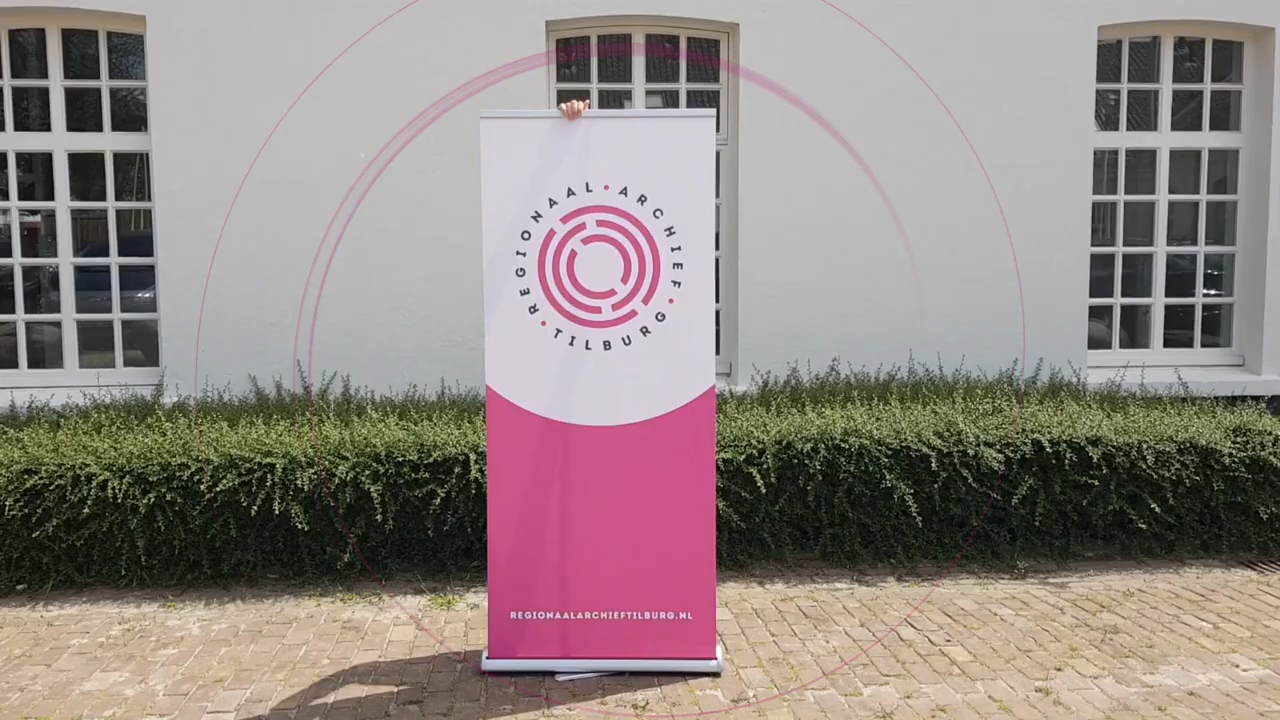 REGIONAAL • ARCHIEF • TILBURG •
REGIONAALARCHIEFTILBURG.NL